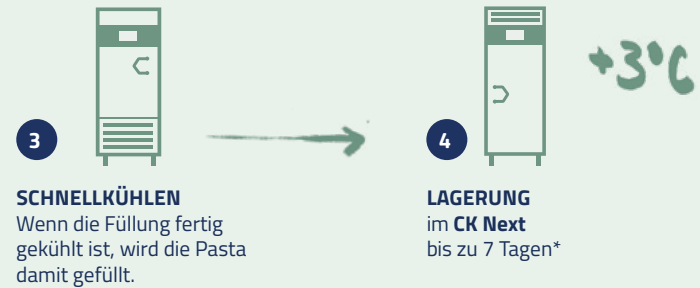 3
SCHNELLKÜHLEN
Wenn die Füllung fertig
gekühlt ist, wird die Pasta
damit gefüllt.
+3°C
4
LAGERUNG
im CK Next
bis zu 7 Tagen*